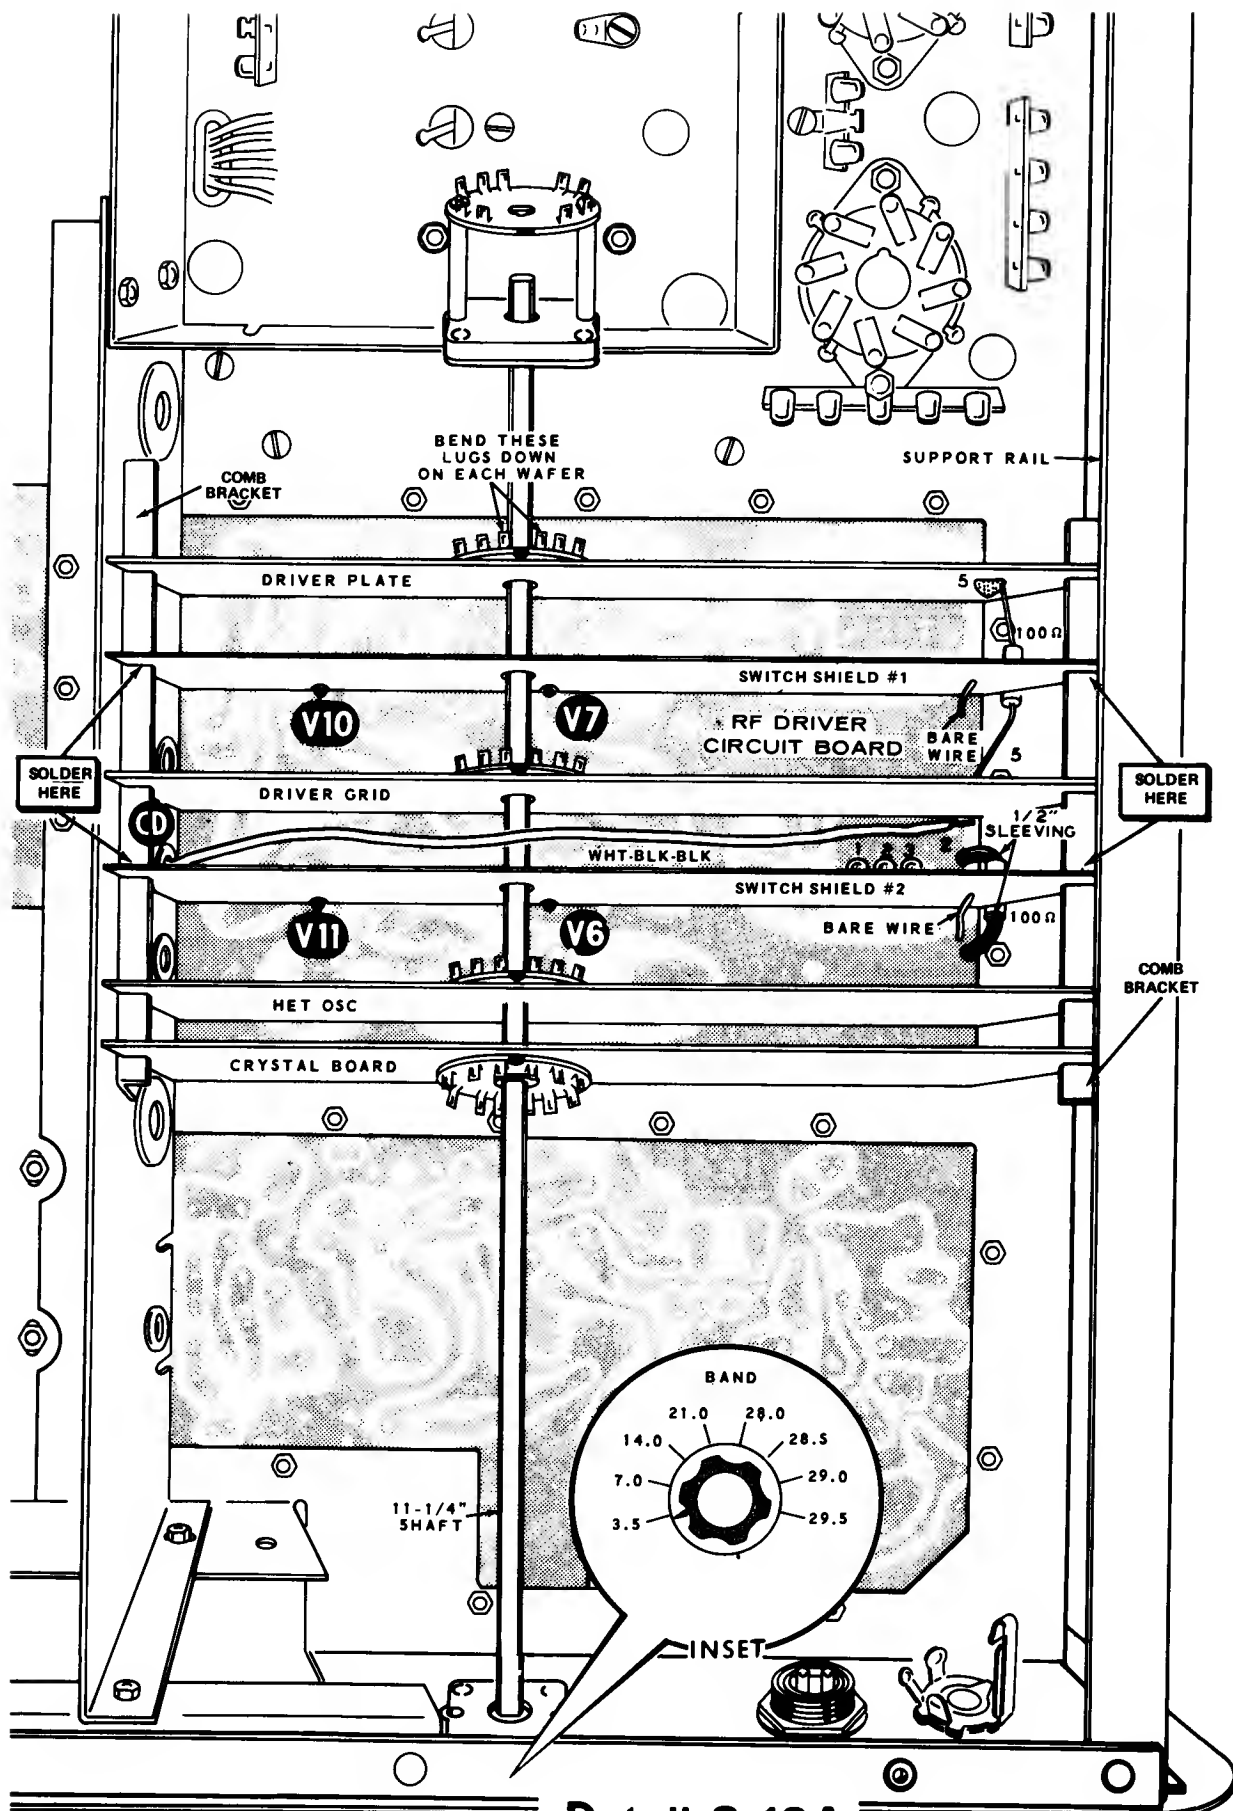 BEND THESE
LUGS DOWN
ON EACH WAFER
COMB
BRACKET
SUPPORT RAIL
DRIVER PLATE
5
100Ω
SWITCH SHIELD #1
V10
V7
RF DRIVER
CIRCUIT BOARD
BARE
WIRE
5
SOLDER
HERE
SOLDER
HERE
DRIVER GRID
CD
1/2"
SLEEVING
WHT-BLK-BLK
1 2 3
2
SWITCH SHIELD #2
V11
V6
BARE WIRE
100Ω
COMB
BRACKET
HET OSC
CRYSTAL BOARD
BAND
21.0
28.0
14.0
28.5
7.0
29.0
3.5
29.5
11-1/4"
SHAFT
INSET